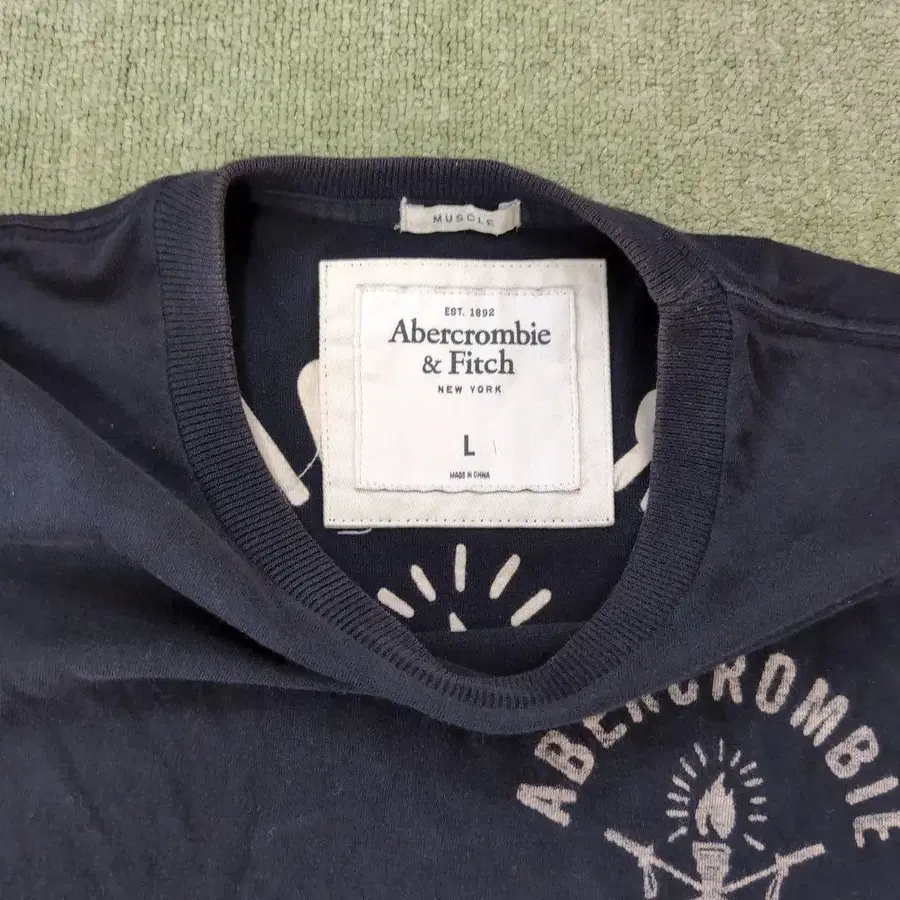 MUSCLE
EST. 1892
Abercrombie
& Fitch
NEW YORK
L
MADE IN CHINA
ABERCROMBIE